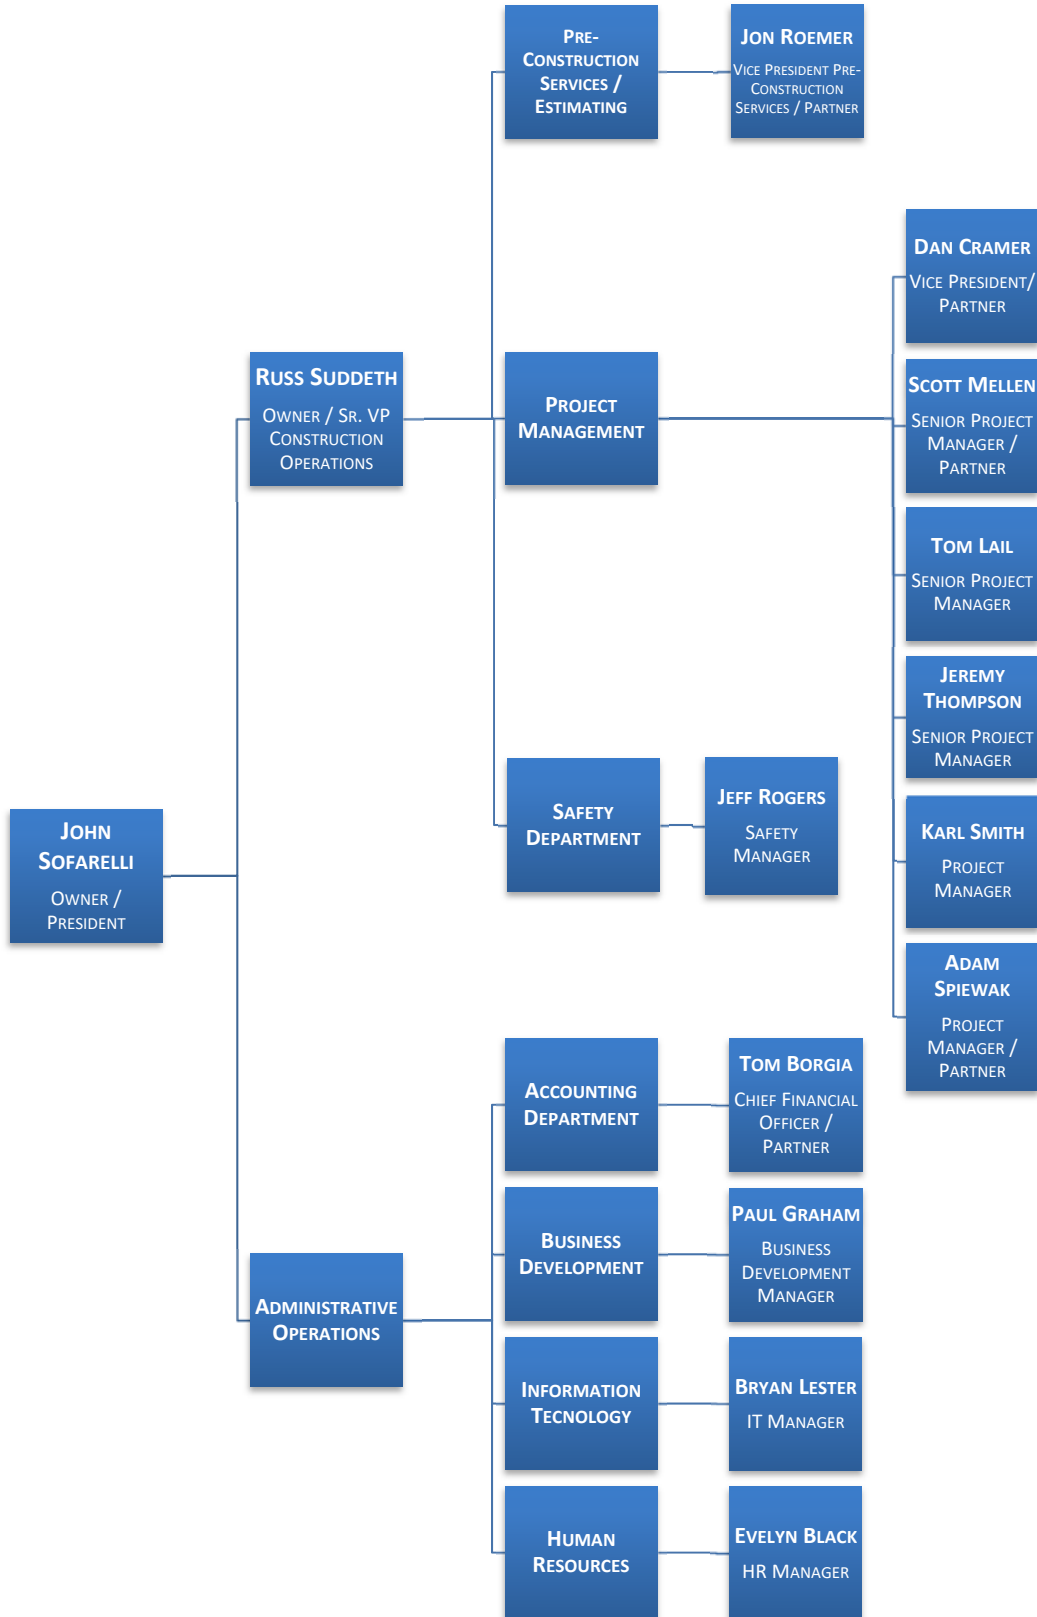 PRE-
CONSTRUCTION
SERVICES /
ESTIMATING
JON ROEMER
VICE PRESIDENT PRE-
CONSTRUCTION
SERVICES / PARTNER
DAN CRAMER
VICE PRESIDENT/
PARTNER
RUSS SUDDETH
OWNER / SR. VP
CONSTRUCTION
OPERATIONS
PROJECT
MANAGEMENT
SCOTT MELLEN
SENIOR PROJECT
MANAGER /
PARTNER
TOM LAIL
SENIOR PROJECT
MANAGER
JEREMY
THOMPSON
SENIOR PROJECT
MANAGER
SAFETY
DEPARTMENT
JEFF ROGERS
SAFETY
MANAGER
KARL SMITH
PROJECT
MANAGER
JOHN
SOFARELLI
OWNER /
PRESIDENT
ADAM
SPIEWAK
PROJECT
MANAGER /
PARTNER
ACCOUNTING
DEPARTMENT
TOM BORGIA
CHIEF FINANCIAL
OFFICER /
PARTNER
BUSINESS
DEVELOPMENT
PAUL GRAHAM
BUSINESS
DEVELOPMENT
MANAGER
ADMINISTRATIVE
OPERATIONS
INFORMATION
TECNOLOGY
BRYAN LESTER
IT MANAGER
HUMAN
RESOURCES
EVELYN BLACK
HR MANAGER